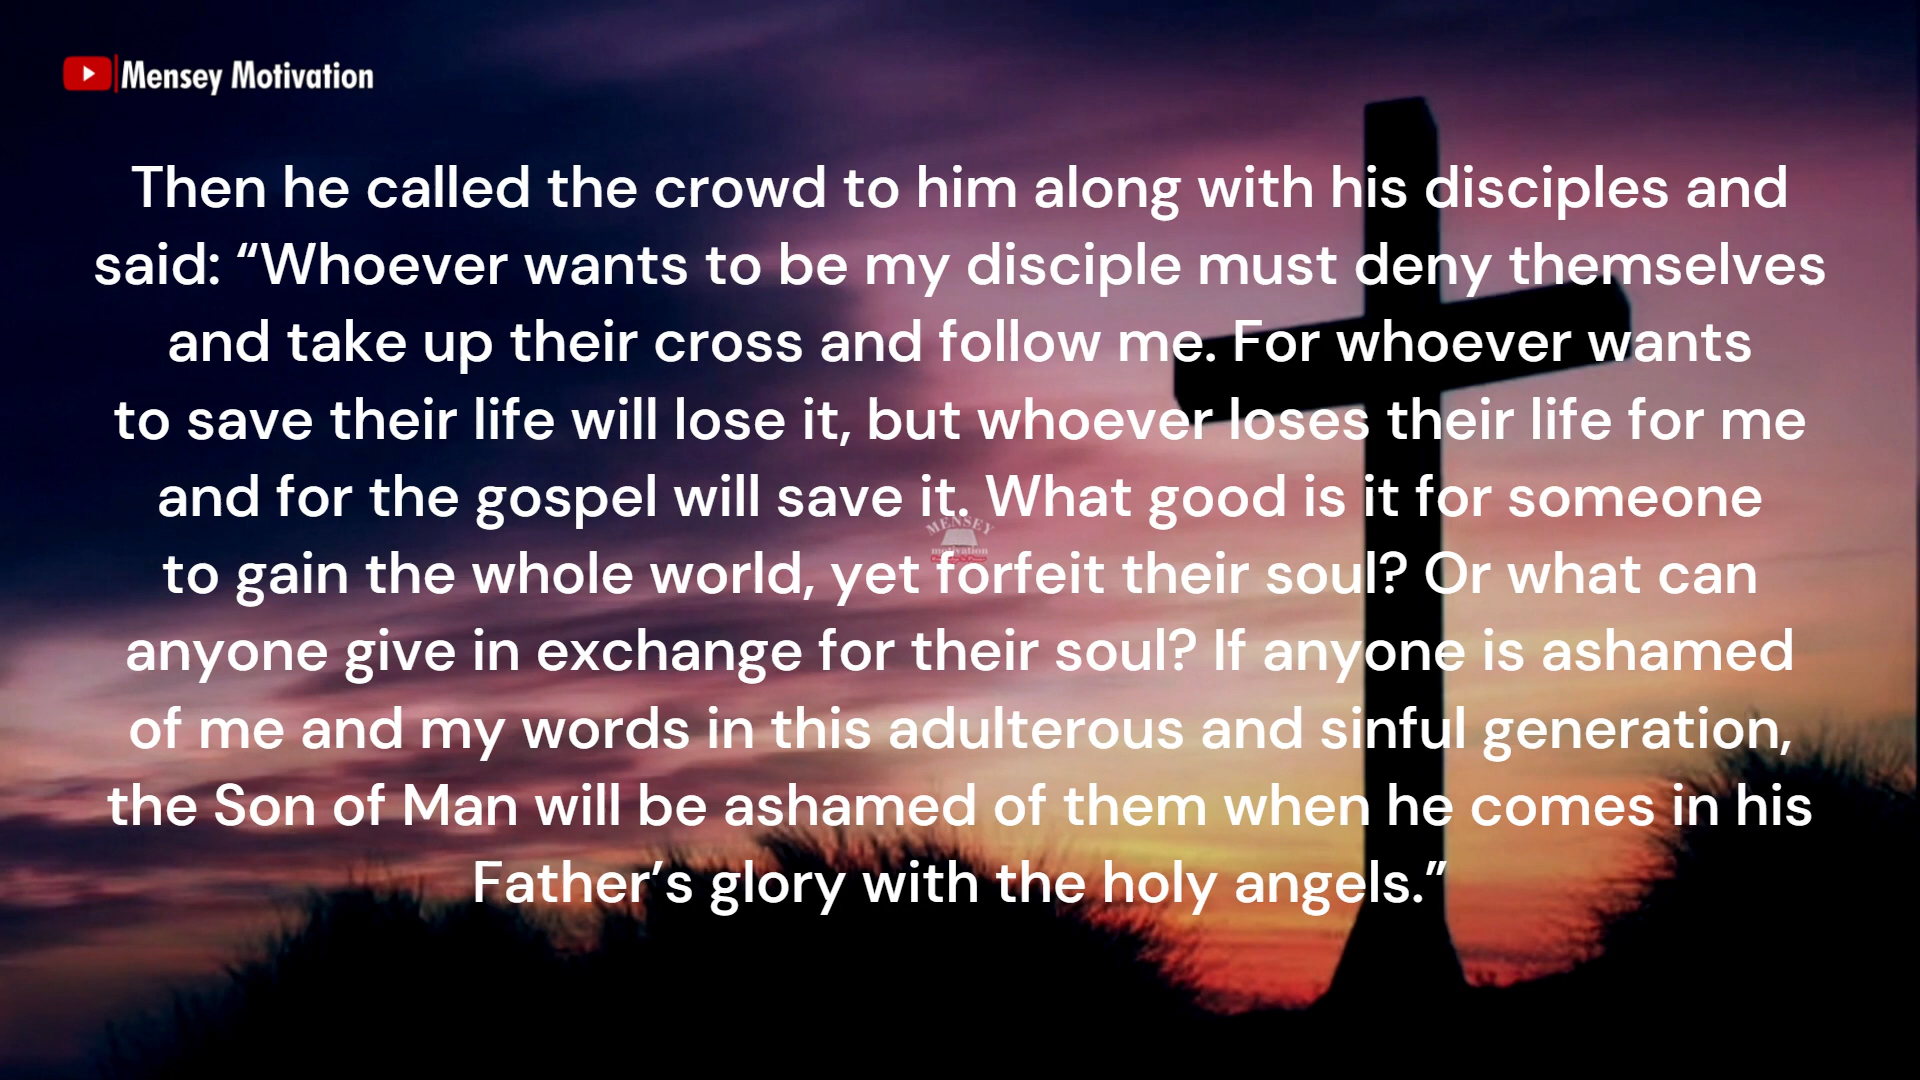 Mensey Motivation
Then he called the crowd to him along with his disciples and
said: “Whoever wants to be my disciple must deny themselves
and take up their cross and follow me. For whoever wants
to save their life will lose it, but whoever loses their life for me
and for the gospel will save it. What good is it for someone
MENSEY
motivation
to gain the whole world, yet forfeit their soul? Or what can
anyone give in exchange for their soul? If anyone is ashamed
of me and my words in this adulterous and sinful generation,
the Son of Man will be ashamed of them when he comes in his
Father’s glory with the holy angels.”